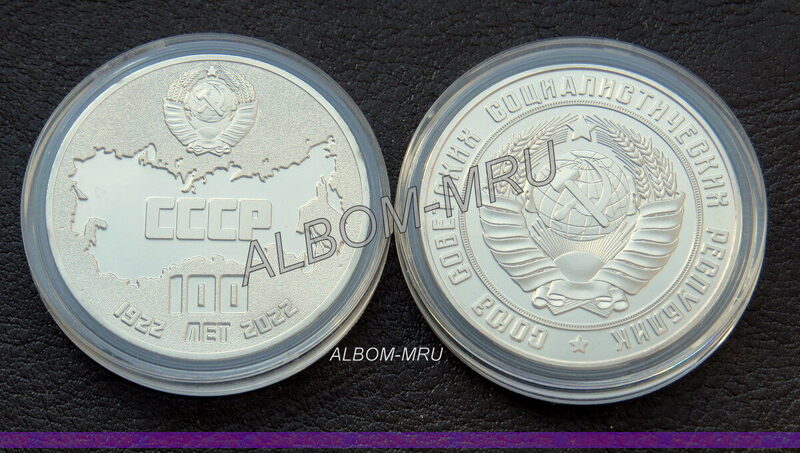 СССР
100
1922 ЛЕТ 2022
СОЮЗ СОВЕТСКИХ СОЦИАЛИСТИЧЕСКИХ РЕСПУБЛИК
ALBOM-MRU
ALBOM-MRU